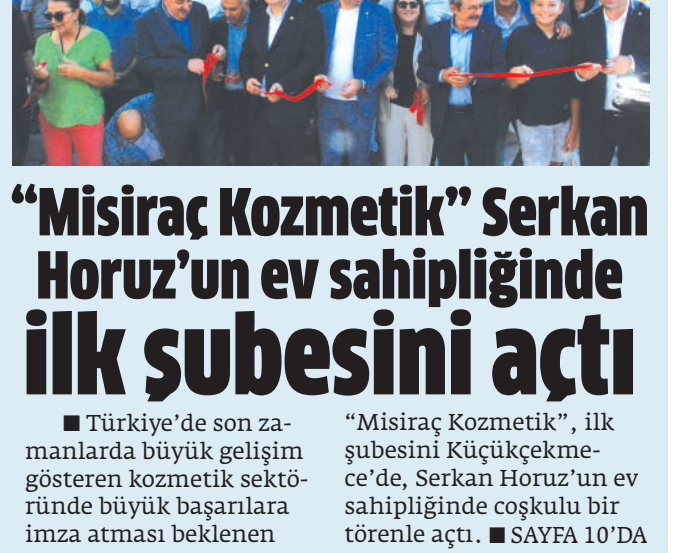 “Misiraç Kozmetik” Serkan
Horuz’un ev sahipliğinde
ilk şubesini açtı
■ Türkiye’de son za-
manlarda büyük gelişim
gösteren kozmetik sektö-
ründe büyük başarılara
imza atması beklenen
“Misiraç Kozmetik”, ilk
şubesini Küçükçekme-
ce’de, Serkan Horuz’un ev
sahipliğinde coşkulu bir
törenle açtı. ■ SAYFA 10’DA